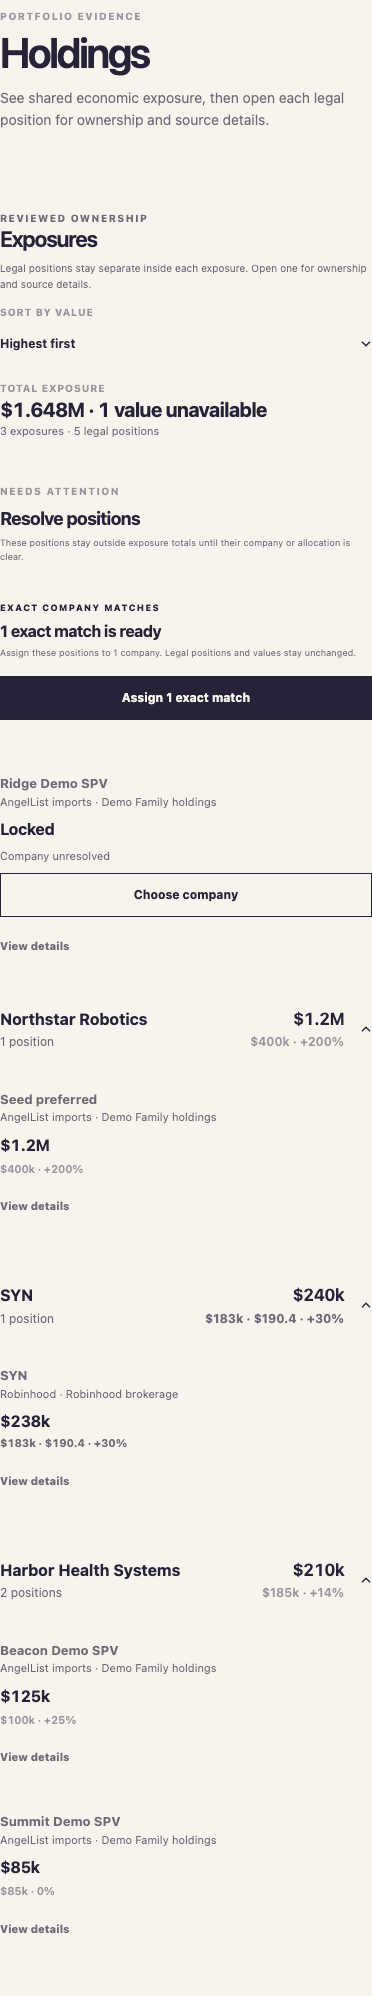 PORTFOLIO EVIDENCE
Holdings
See shared economic exposure, then open each legal
position for ownership and source details.
REVIEWED OWNERSHIP
Exposures
Legal positions stay separate inside each exposure. Open one for ownership
and source details.
SORT BY VALUE
Highest first
TOTAL EXPOSURE
$1.648M · 1 value unavailable
3 exposures · 5 legal positions
NEEDS ATTENTION
Resolve positions
These positions stay outside exposure totals until their company or allocation is
clear.
EXACT COMPANY MATCHES
1 exact match is ready
Assign these positions to 1 company. Legal positions and values stay unchanged.
Assign 1 exact match
Ridge Demo SPV
AngelList imports · Demo Family holdings
Locked
Company unresolved
Choose company
View details
Northstar Robotics $1.2M
1 position $400k · +200%
Seed preferred
AngelList imports · Demo Family holdings
$1.2M
$400k · +200%
View details
SYN $240k
1 position $183k · $190.4 · +30%
SYN
Robinhood · Robinhood brokerage
$238k
$183k · $190.4 · +30%
View details
Harbor Health Systems $210k
2 positions $185k · +14%
Beacon Demo SPV
AngelList imports · Demo Family holdings
$125k
$100k · +25%
View details
Summit Demo SPV
AngelList imports · Demo Family holdings
$85k
$85k · 0%
View details